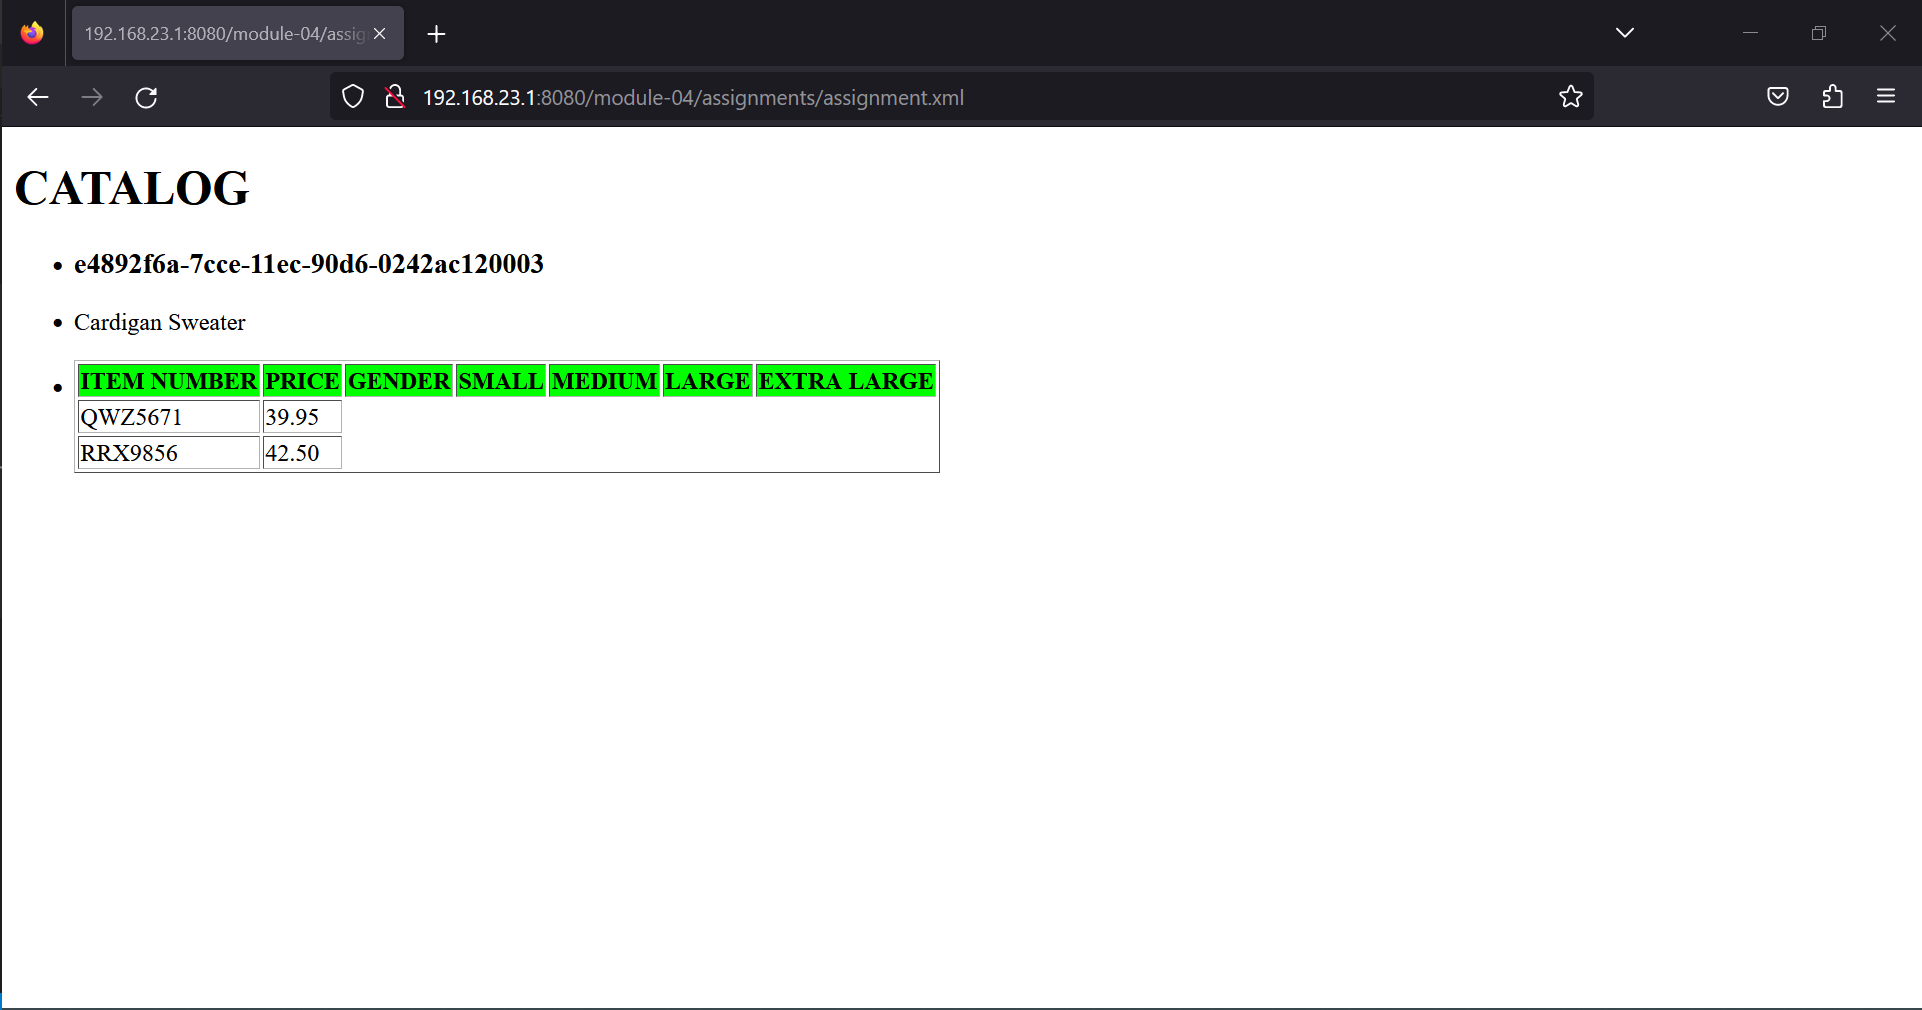 192.168.23.1:8080/module-04/assig
192.168.23.1:8080/module-04/assignments/assignment.xml
CATALOG
e4892f6a-7cce-11ec-90d6-0242ac120003
Cardigan Sweater
ITEM NUMBER PRICE GENDER SMALL MEDIUM LARGE EXTRA LARGE
QWZ5671 39.95
RRX9856 42.50